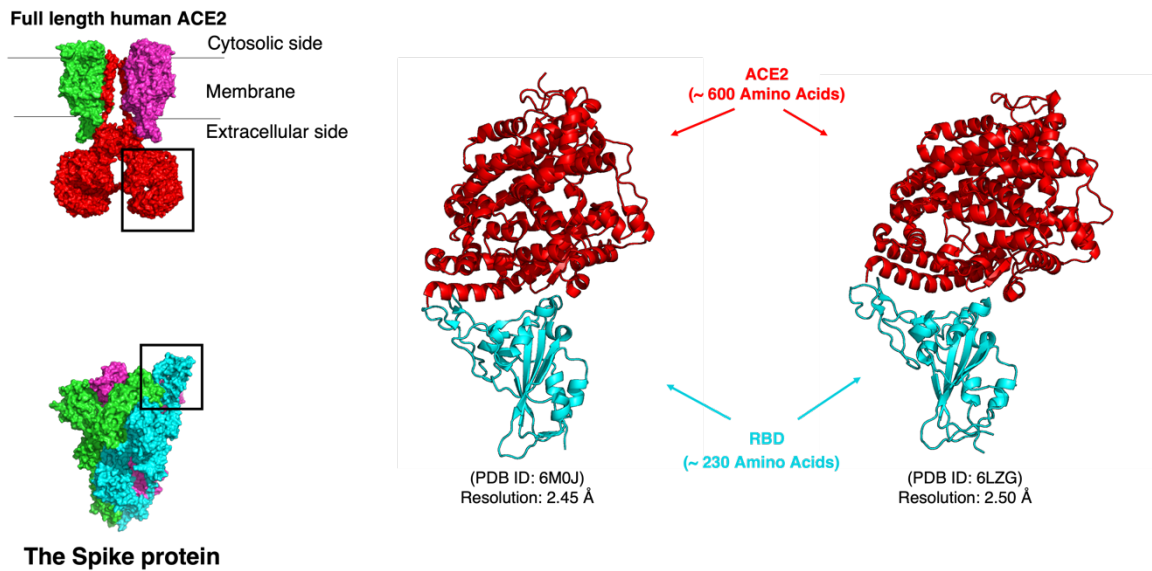 Full length human ACE2
Cytosolic side
Membrane
Extracellular side
The Spike protein
ACE2
(~ 600 Amino Acids)
RBD
(~ 230 Amino Acids)
(PDB ID: 6M0J)
Resolution: 2.45 Å
(PDB ID: 6LZG)
Resolution: 2.50 Å